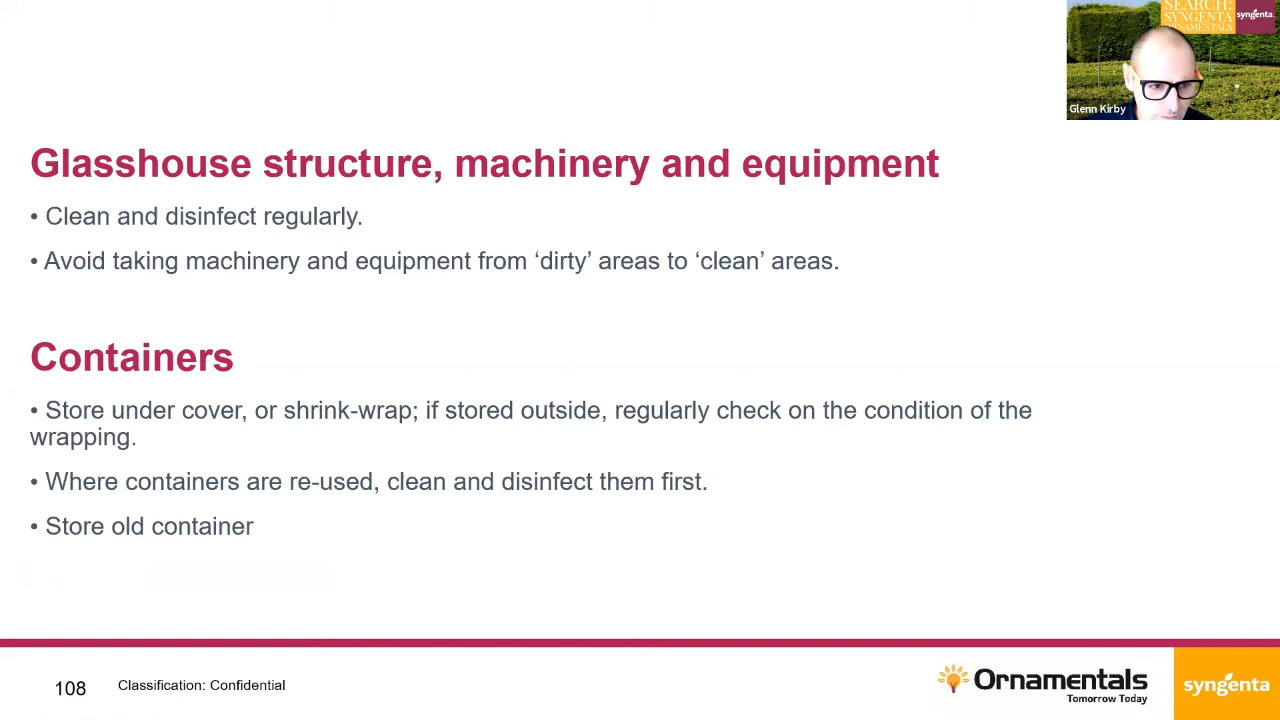 SEARCH:
SYNGENTA
ORNAMENTALS
syngenta
Glenn Kirby
Glasshouse structure, machinery and equipment
• Clean and disinfect regularly.
• Avoid taking machinery and equipment from ‘dirty’ areas to ‘clean’ areas.
Containers
• Store under cover, or shrink-wrap; if stored outside, regularly check on the condition of the
wrapping.
• Where containers are re-used, clean and disinfect them first.
• Store old container
108
Classification: Confidential
Ornamentals
Tomorrow Today
syngenta